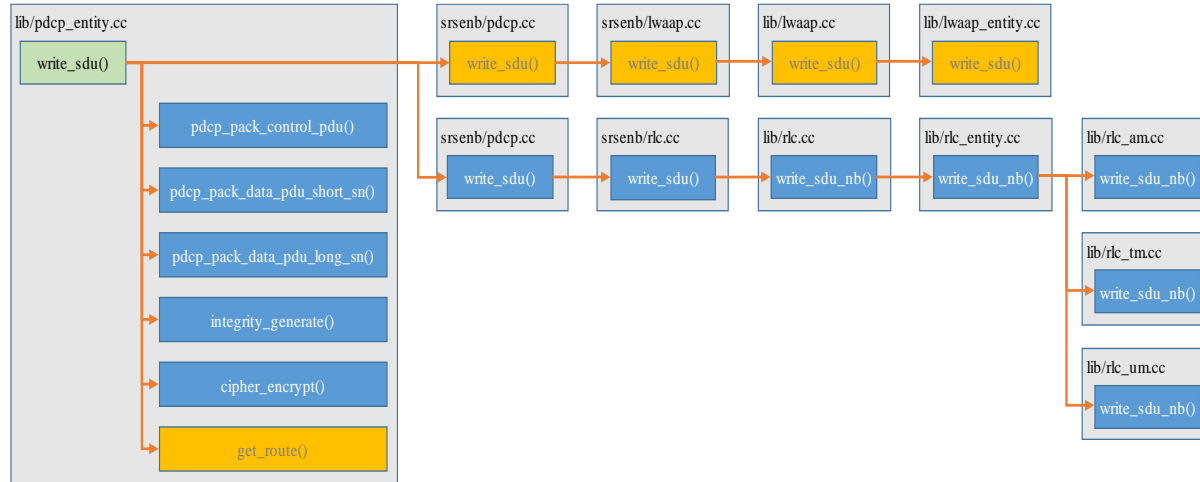 lib/pdcp_entity.cc
write_sdu()
pdcp_pack_control_pdu()
pdcp_pack_data_pdu_short_sn()
pdcp_pack_data_pdu_long_sn()
integrity_generate()
cipher_encrypt()
get_route()
srsenb/pdcp.cc
write_sdu()
srsenb/lwaap.cc
write_sdu()
lib/lwaap.cc
write_sdu()
lib/lwaap_entity.cc
write_sdu()
srsenb/pdcp.cc
write_sdu()
srsenb/rlc.cc
write_sdu()
lib/rlc.cc
write_sdu_nb()
lib/rlc_entity.cc
write_sdu_nb()
lib/rlc_am.cc
write_sdu_nb()
lib/rlc_tm.cc
write_sdu_nb()
lib/rlc_um.cc
write_sdu_nb()